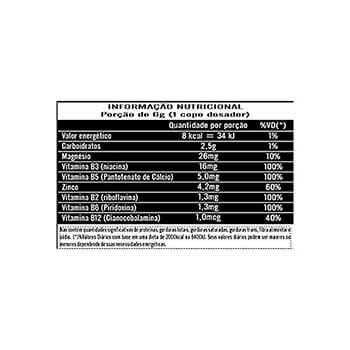 INFORMAÇÃO NUTRICIONAL
Porção de 6g (1 copo dosador)
Quantidade por porção %VD(*)
Valor energético 8 kcal = 34 kJ 1%
Carboidratos 2,5g 1%
Magnésio 26mg 10%
Vitamina B3 (niacina) 16mg 100%
Vitamina B5 (Pantotenato de Cálcio) 5,0mg 100%
Zinco 4,2mg 60%
Vitamina B2 (riboflavina) 1,3mg 100%
Vitamina B6 (Piridoxina) 1,3mg 100%
Vitamina B12 (Cianocobalamina) 1,0mcg 40%
Não contém quantidades significativas de proteínas, gorduras totais, gorduras saturadas, gorduras trans, fibra alimentar e
sódio. (*)%Valores Diários com base em uma dieta de 2000kcal ou 8400kJ. Seus valores diários podem ser maiores ou
menores dependendo de suas necessidades energéticas.